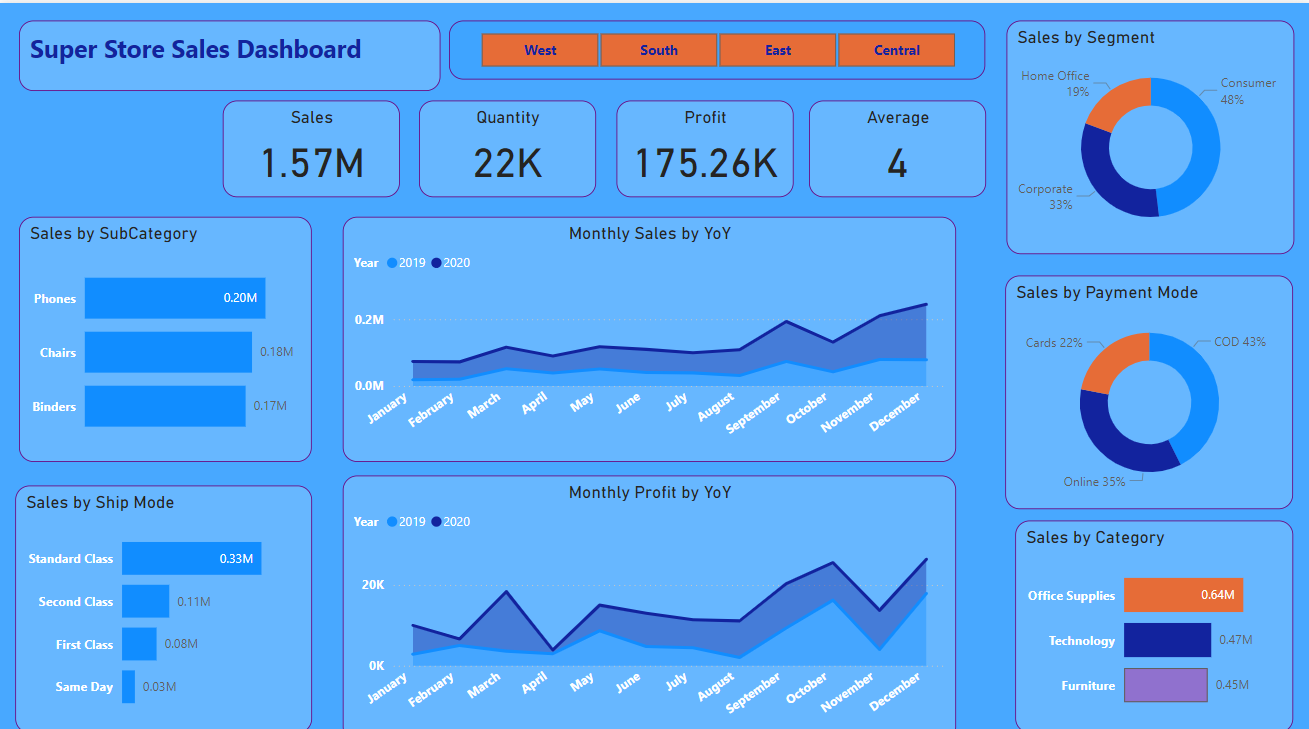 Super Store Sales Dashboard
West South East Central
Sales
1.57M
Quantity
22K
Profit
175.26K
Average
4
Sales by Segment
Home Office
19%
Consumer
48%
Corporate
33%
Sales by SubCategory
Phones 0.20M
Chairs 0.18M
Binders 0.17M
Monthly Sales by YoY
Year 2019 2020
0.2M
0.0M
January February March April May June July August September October November December
Sales by Payment Mode
Cards 22%
COD 43%
Online 35%
Sales by Ship Mode
Standard Class 0.33M
Second Class 0.11M
First Class 0.08M
Same Day 0.03M
Monthly Profit by YoY
Year 2019 2020
20K
0K
January February March April May June July August September October November December
Sales by Category
Office Supplies 0.64M
Technology 0.47M
Furniture 0.45M